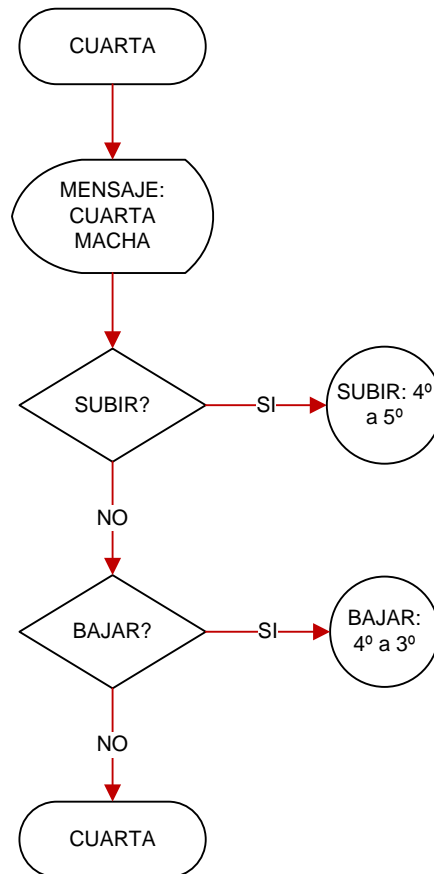 CUARTA
MENSAJE:
CUARTA
MACHA
SUBIR?
SI
SUBIR: 4º
a 5º
NO
BAJAR?
SI
BAJAR:
4º a 3º
NO
CUARTA